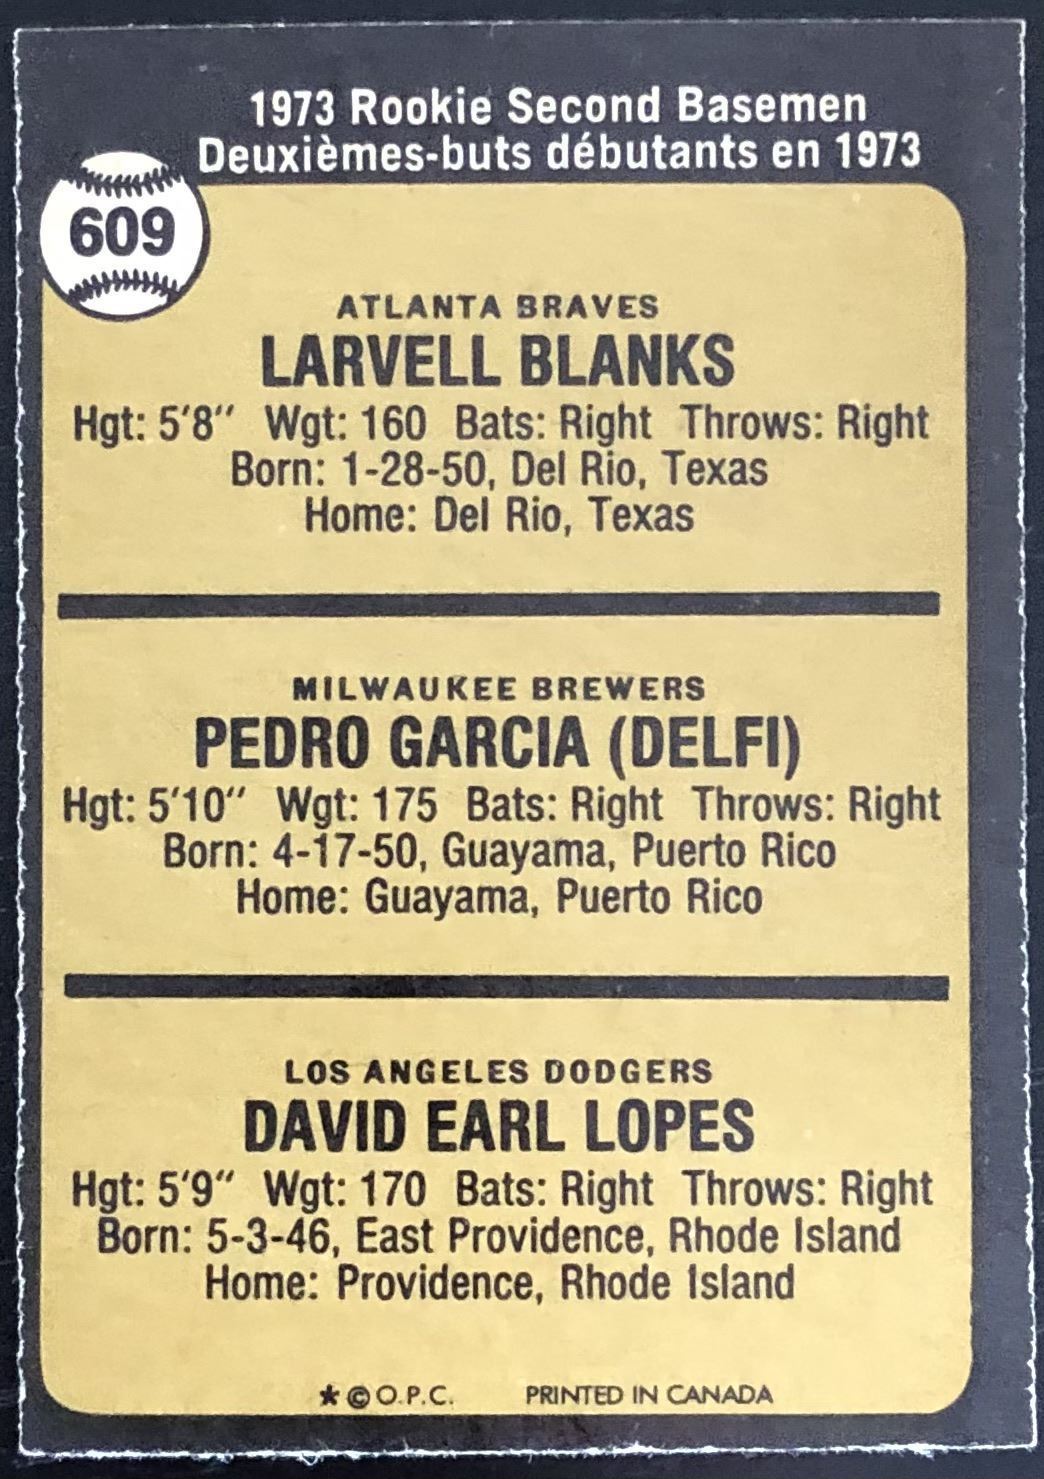 1973 Rookie Second Basemen
Deuxièmes-buts débutants en 1973
609
ATLANTA BRAVES
LARVELL BLANKS
Hgt: 5'8" Wgt: 160 Bats: Right Throws: Right
Born: 1-28-50, Del Rio, Texas
Home: Del Rio, Texas
MILWAUKEE BREWERS
PEDRO GARCIA (DELFI)
Hgt: 5'10" Wgt: 175 Bats: Right Throws: Right
Born: 4-17-50, Guayama, Puerto Rico
Home: Guayama, Puerto Rico
LOS ANGELES DODGERS
DAVID EARL LOPES
Hgt: 5'9" Wgt: 170 Bats: Right Throws: Right
Born: 5-3-46, East Providence, Rhode Island
Home: Providence, Rhode Island
★ © O.P.C. PRINTED IN CANADA